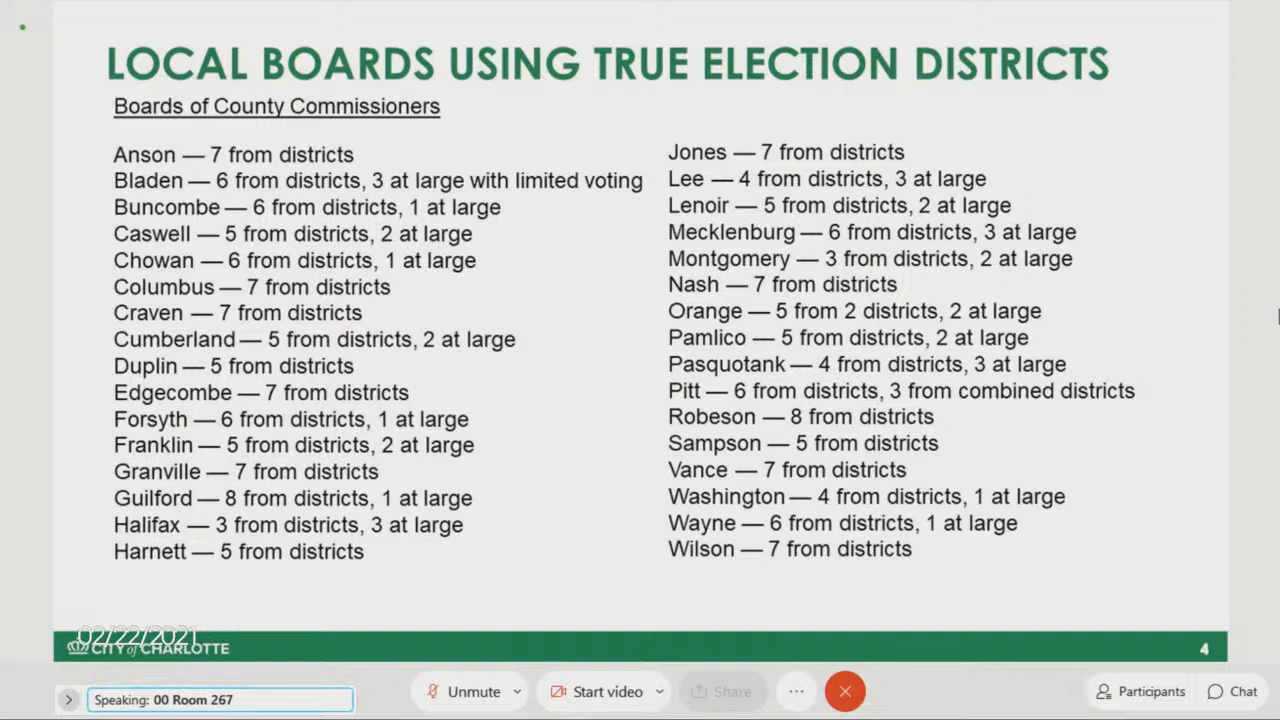 LOCAL BOARDS USING TRUE ELECTION DISTRICTS
Boards of County Commissioners
Anson — 7 from districts
Bladen — 6 from districts, 3 at large with limited voting
Buncombe — 6 from districts, 1 at large
Caswell — 5 from districts, 2 at large
Chowan — 6 from districts, 1 at large
Columbus — 7 from districts
Craven — 7 from districts
Cumberland — 5 from districts, 2 at large
Duplin — 5 from districts
Edgecombe — 7 from districts
Forsyth — 6 from districts, 1 at large
Franklin — 5 from districts, 2 at large
Granville — 7 from districts
Guilford — 8 from districts, 1 at large
Halifax — 3 from districts, 3 at large
Harnett — 5 from districts
Jones — 7 from districts
Lee — 4 from districts, 3 at large
Lenoir — 5 from districts, 2 at large
Mecklenburg — 6 from districts, 3 at large
Montgomery — 3 from districts, 2 at large
Nash — 7 from districts
Orange — 5 from 2 districts, 2 at large
Pamlico — 5 from districts, 2 at large
Pasquotank — 4 from districts, 3 at large
Pitt — 6 from districts, 3 from combined districts
Robeson — 8 from districts
Sampson — 5 from districts
Vance — 7 from districts
Washington — 4 from districts, 1 at large
Wayne — 6 from districts, 1 at large
Wilson — 7 from districts
02/22/2021
CITY of CHARLOTTE
4
Speaking: 00 Room 267
Unmute
Start video
Share
Participants
Chat